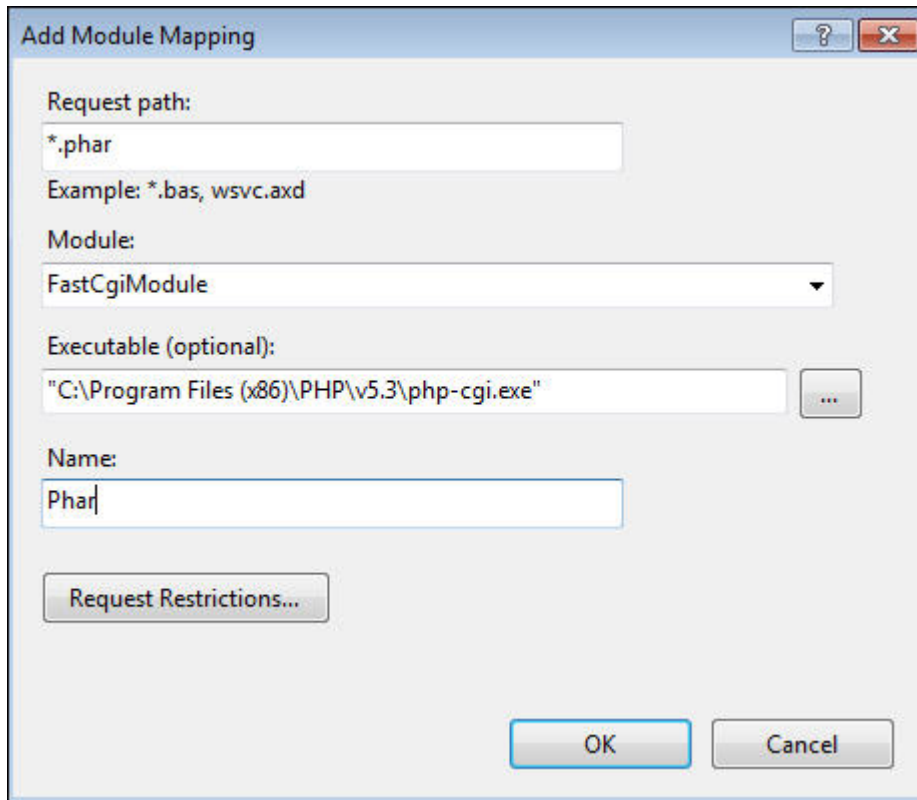 Add Module Mapping
?
Request path:
*.phar
Example: *.bas, wsvc.axd
Module:
FastCgiModule
Executable (optional):
"C:\Program Files (x86)\PHP\v5.3\php-cgi.exe"
...
Name:
Phar
Request Restrictions...
OK Cancel